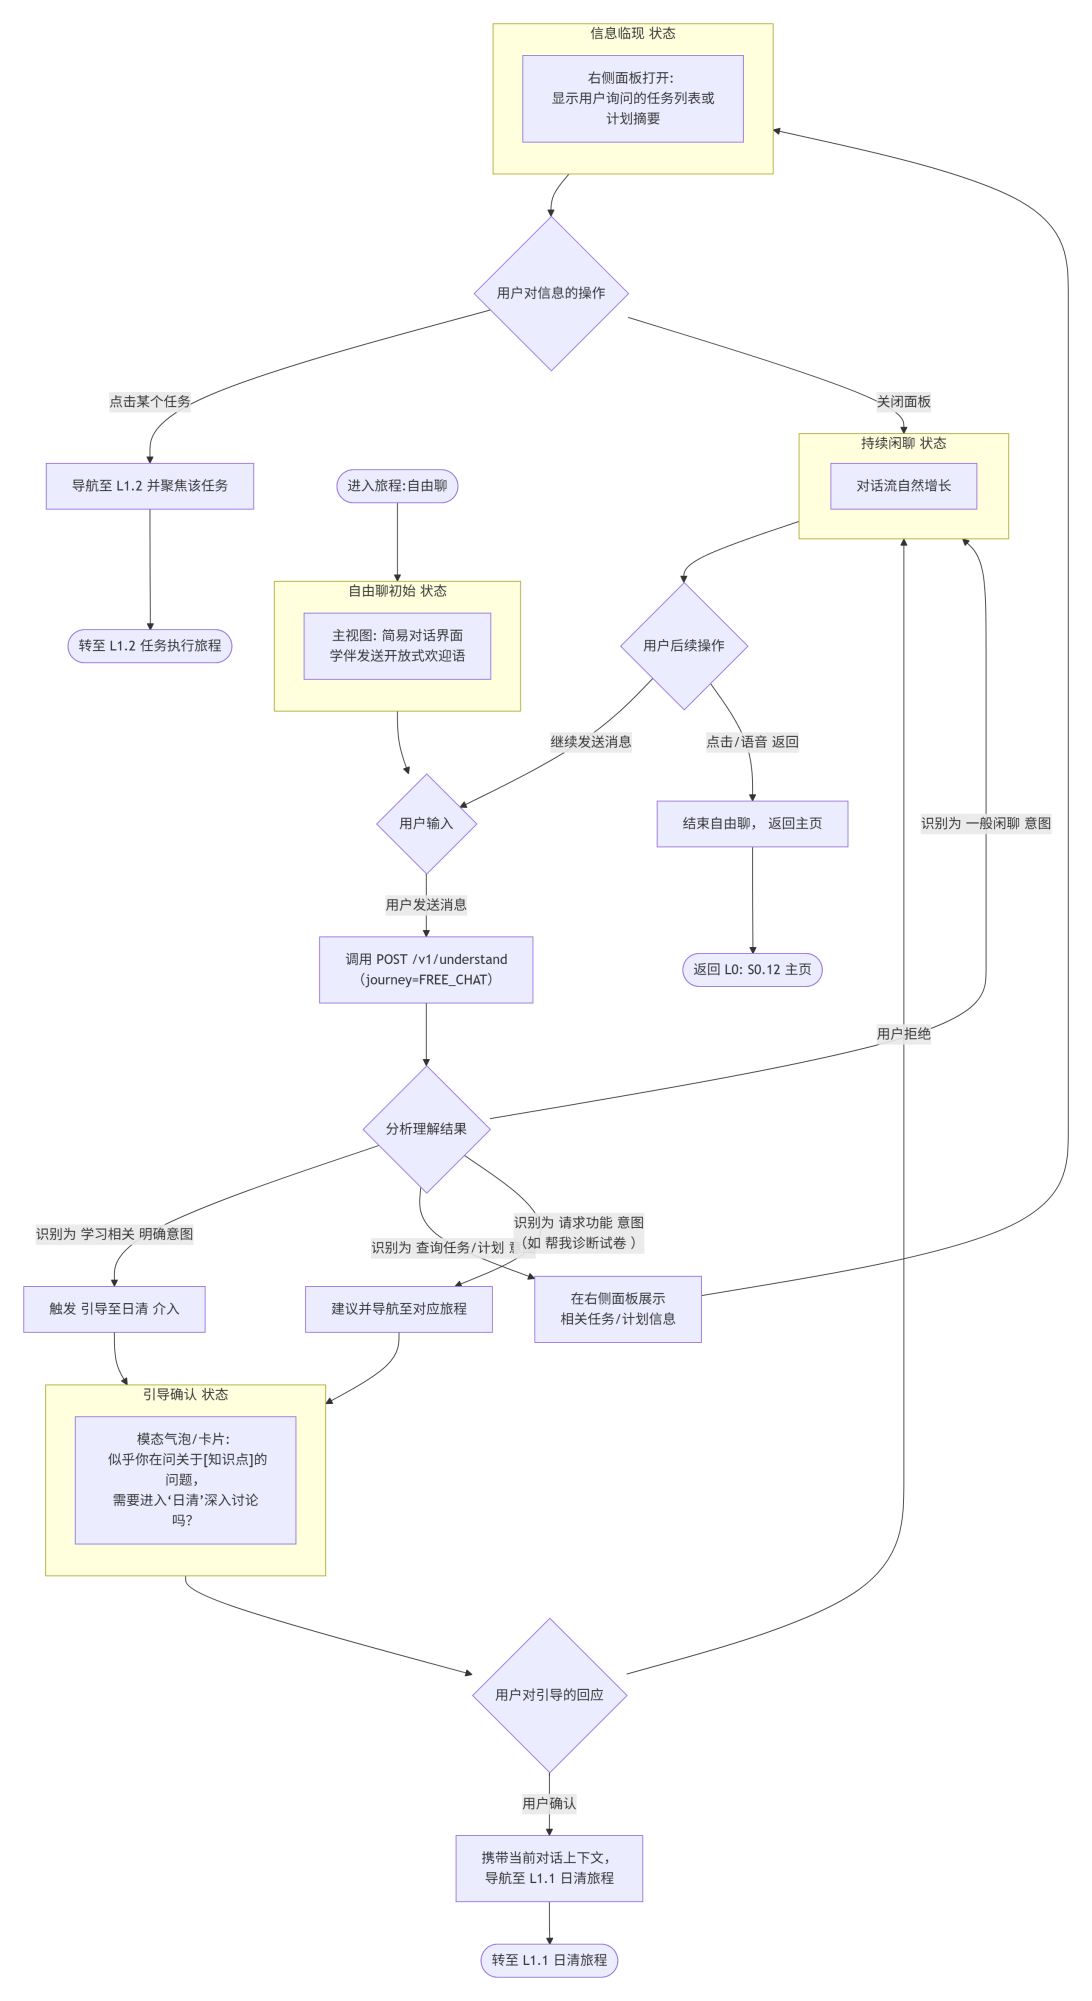 信息临现 状态
右侧面板打开:
显示用户询问的任务列表或
计划摘要
用户对信息的操作
点击某个任务
关闭面板
持续闲聊 状态
对话流自然增长
导航至 L1.2 并聚焦该任务
进入旅程:自由聊
自由聊初始 状态
主视图: 简易对话界面
学伴发送开放式欢迎语
转至 L1.2 任务执行旅程
用户后续操作
继续发送消息
点击/语音 返回
用户输入
结束自由聊， 返回主页
识别为 一般闲聊 意图
用户发送消息
调用 POST /v1/understand
（journey=FREE_CHAT）
返回 L0: S0.12 主页
用户拒绝
分析理解结果
识别为 学习相关 明确意图
识别为 请求功能 意图
（如 帮我诊断试卷 ）
识别为 查询任务/计划
触发 引导至日清 介入
建议并导航至对应旅程
在右侧面板展示
相关任务/计划信息
引导确认 状态
模态气泡/卡片:
似乎你在问关于[知识点]的
问题，
需要进入‘日清’深入讨论
吗？
用户对引导的回应
用户确认
携带当前对话上下文，
导航至 L1.1 日清旅程
转至 L1.1 日清旅程